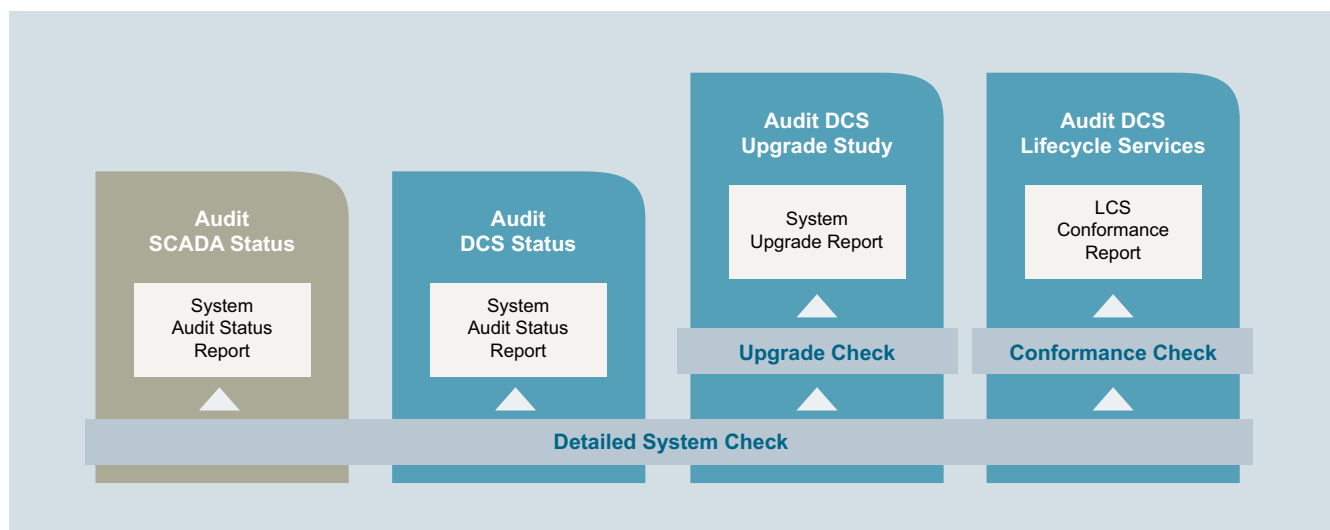 Audit
SCADA Status
System
Audit Status
Report
Audit
DCS Status
System
Audit Status
Report
Audit DCS
Upgrade Study
System
Upgrade Report
Upgrade Check
Audit DCS
Lifecycle Services
LCS
Conformance
Report
Conformance Check
Detailed System Check